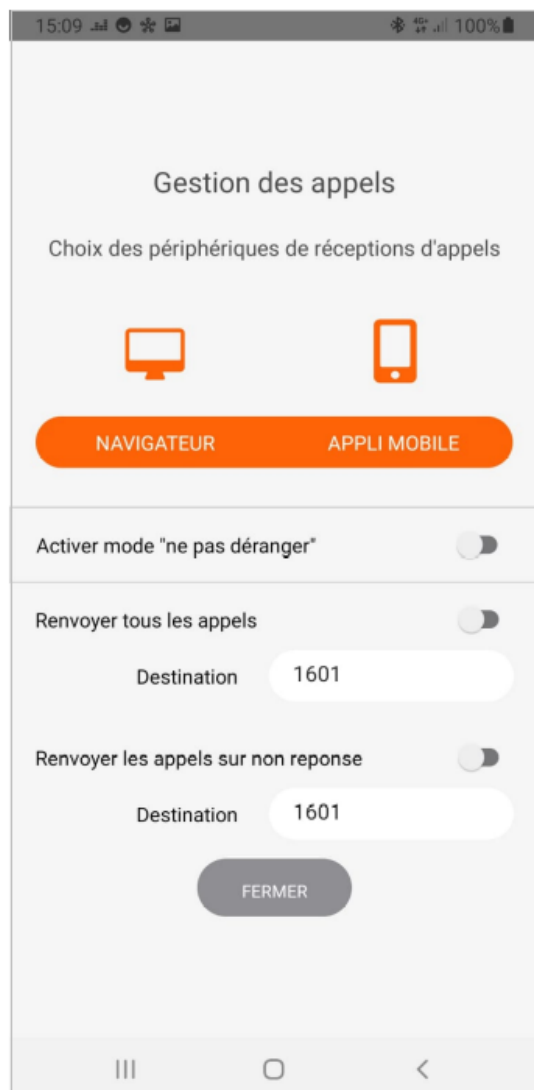 15:09 100%
Gestion des appels
Choix des périphériques de réceptions d'appels
NAVIGATEUR APPLI MOBILE
Activer mode "ne pas déranger"
Renvoyer tous les appels
Destination 1601
Renvoyer les appels sur non reponse
Destination 1601
FERMER